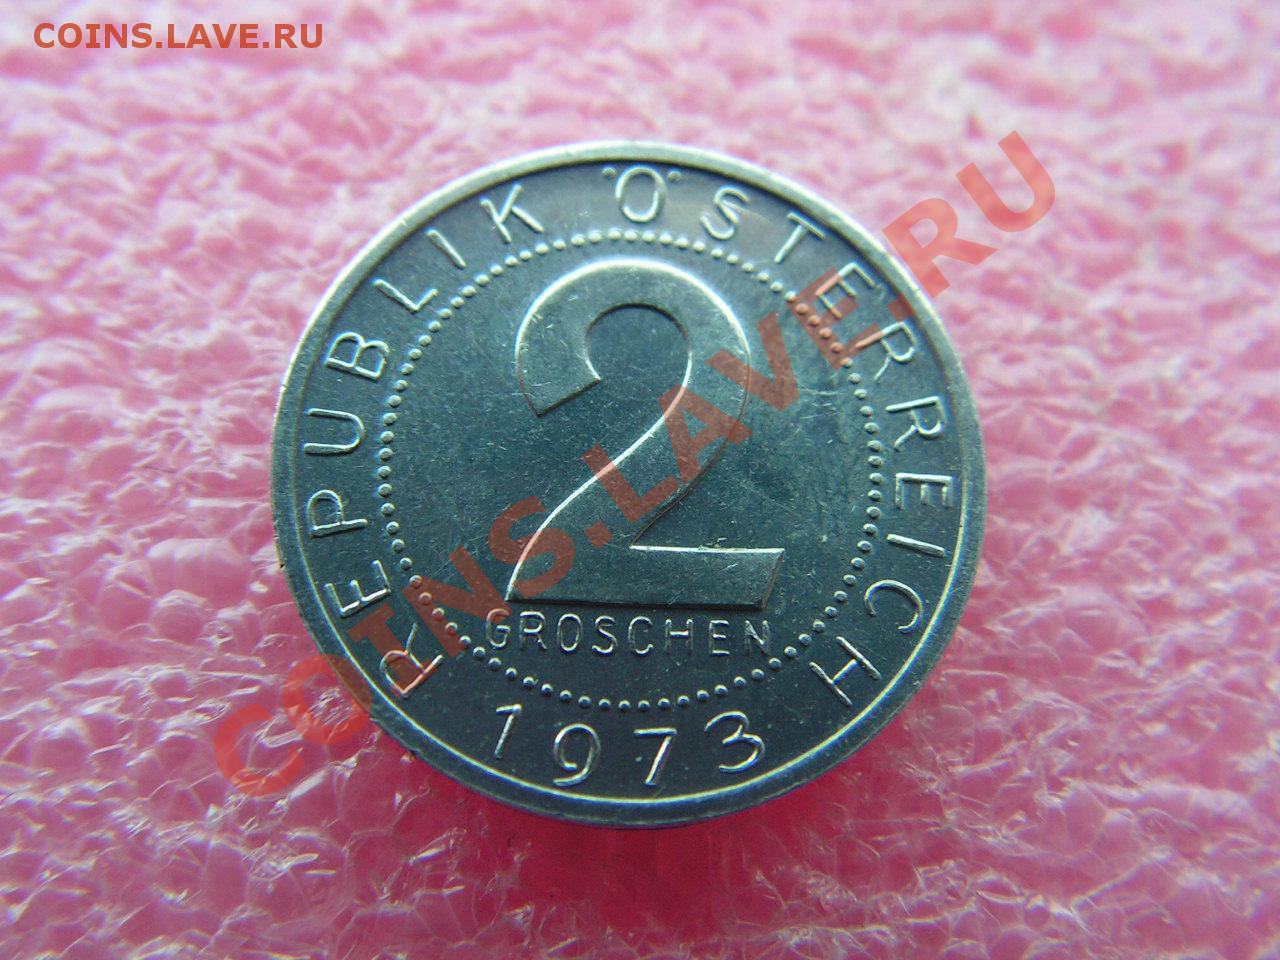 COINS.LAVE.RU
REPUBLIK ÖSTERREICH
2
GROSCHEN
1973
COINS.LAVE.RU